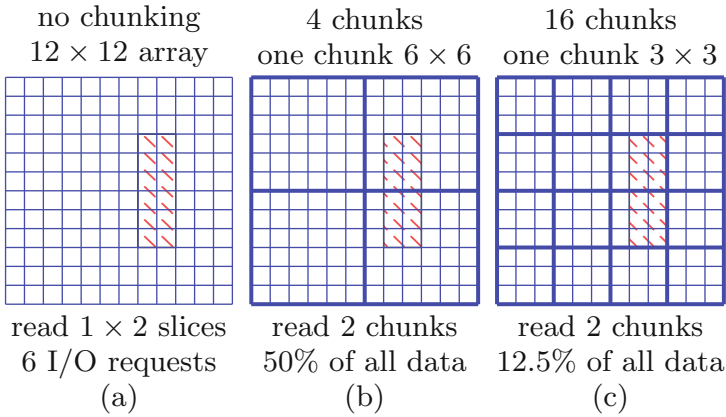 no chunking
12 × 12 array
4 chunks
one chunk 6 × 6
16 chunks
one chunk 3 × 3
read 1 × 2 slices
6 I/O requests
(a)
read 2 chunks
50% of all data
(b)
read 2 chunks
12.5% of all data
(c)